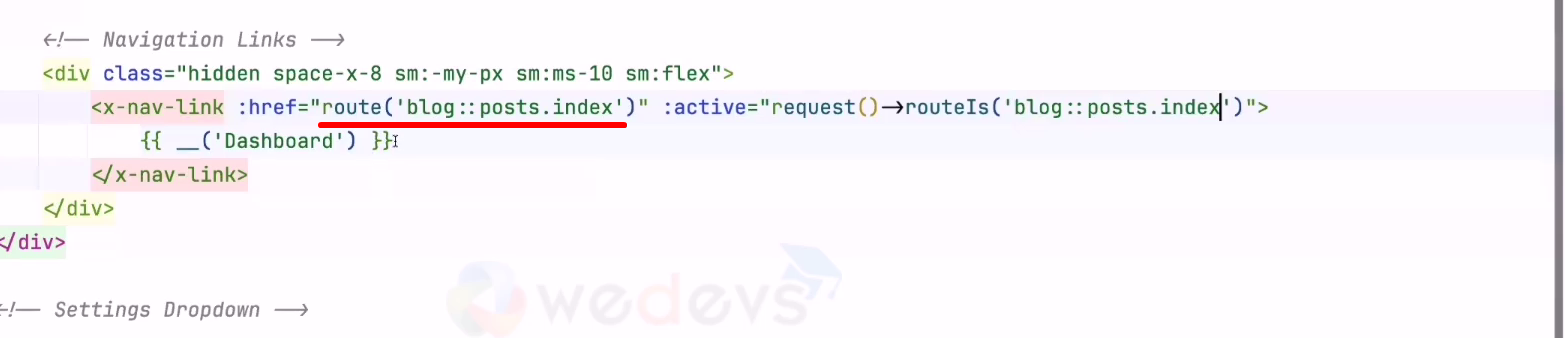 <!-- Navigation Links -->
<div class="hidden space-x-8 sm:-my-px sm:ms-10 sm:flex">
<x-nav-link :href="route('blog::posts.index')" :active="request()->routeIs('blog::posts.index')">
{{ __('Dashboard') }}
</x-nav-link>
</div>
</div>
<!-- Settings Dropdown -->
wedevs